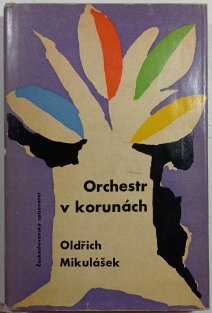 Orchestr
v korunách
Oldřich
Mikulášek
Československý spisovatel